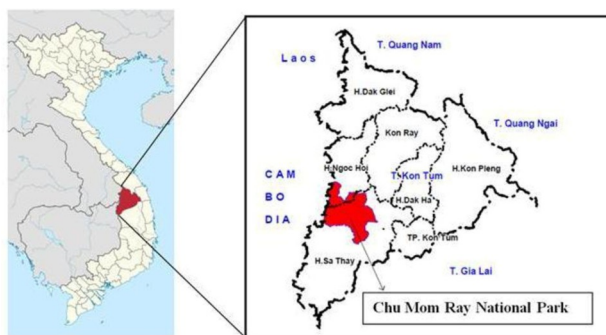 T. Quang Nam
Laos
H.Dak Glei
T. Quang Ngai
Kon Ray
H.Ngoc Hoi
H.Kon Pleng
CAM
T. Kon Tum
BO
H.Dak Ha
DIA
TP. Kon Tum
H.Sa Thay
T. Gia Lai
Chu Mom Ray National Park